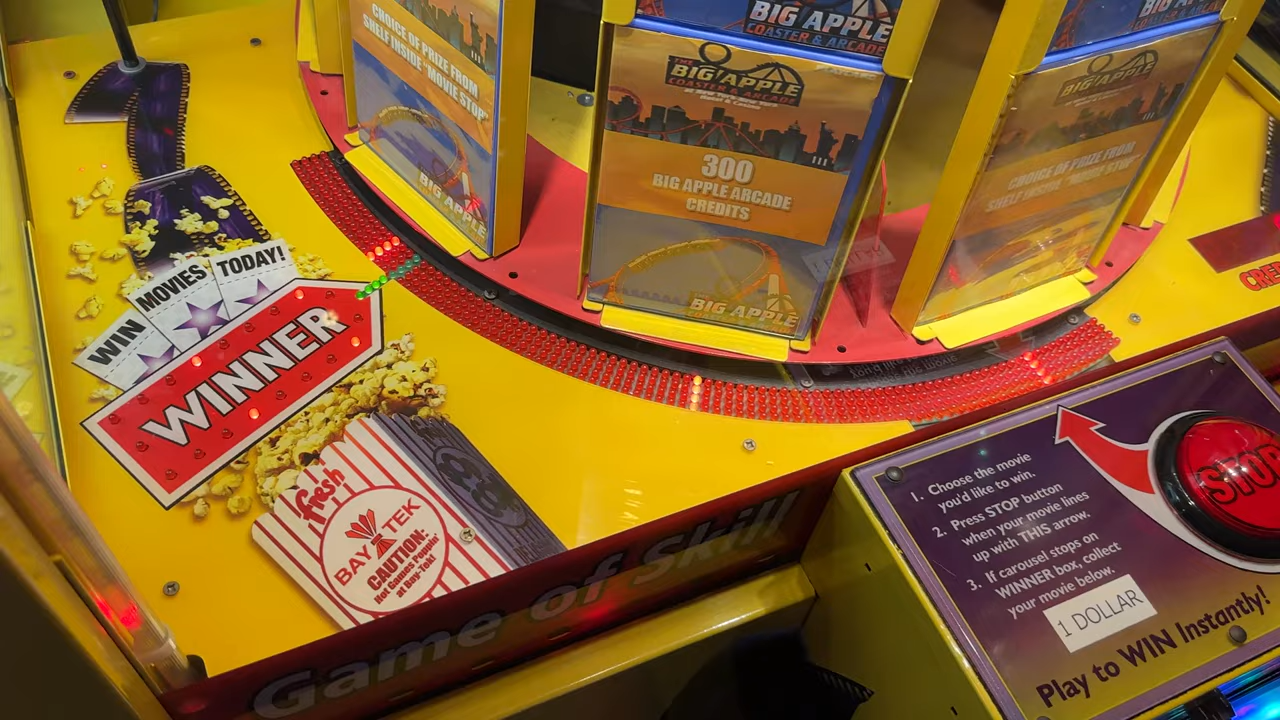 CHOICE OF PRIZE FROM
SHELF INSIDE "MOVIE STOP"
BIG APPLE
BIG APPLE
COASTER & ARCADE
THE
BIG APPLE
COASTER & ARCADE
300
BIG APPLE ARCADE
CREDITS
BIG APPLE
BIG APPLE
COASTER & ARCADE
CHOICE OF PRIZE FROM
SHELF INSIDE "MOVIE STOP"
WIN
MOVIES
TODAY!
WINNER
fresh
BAY TEK
CAUTION:
Hot Games Poppin'
at Bay-Tek!
Game of Skill
1. Choose the movie
you'd like to win.
2. Press STOP button
when your movie lines
up with THIS arrow.
3. If carousel stops on
WINNER box, collect
your movie below.
1 DOLLAR
Play to WIN Instantly!
STOP